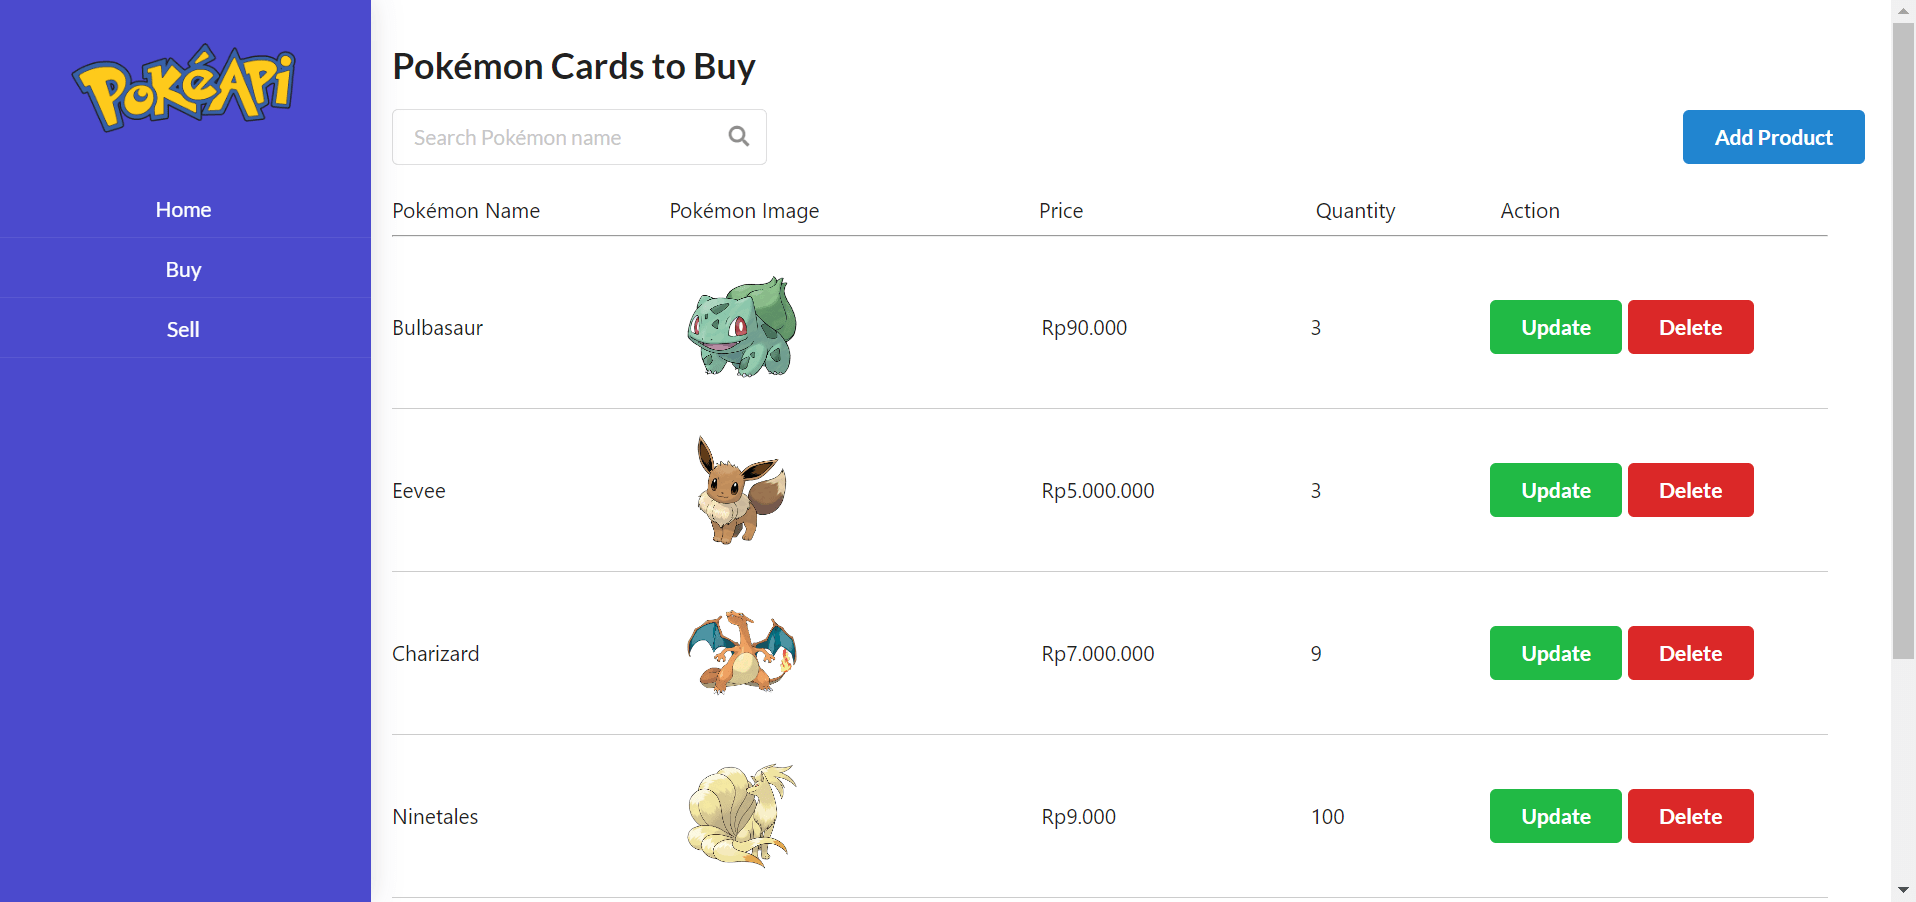 PokéAPi
Home
Buy
Sell
Pokémon Cards to Buy
Search Pokémon name
Add Product
Pokémon Name Pokémon Image Price Quantity Action
Bulbasaur Rp90.000 3 Update Delete
Eevee Rp5.000.000 3 Update Delete
Charizard Rp7.000.000 9 Update Delete
Ninetales Rp9.000 100 Update Delete